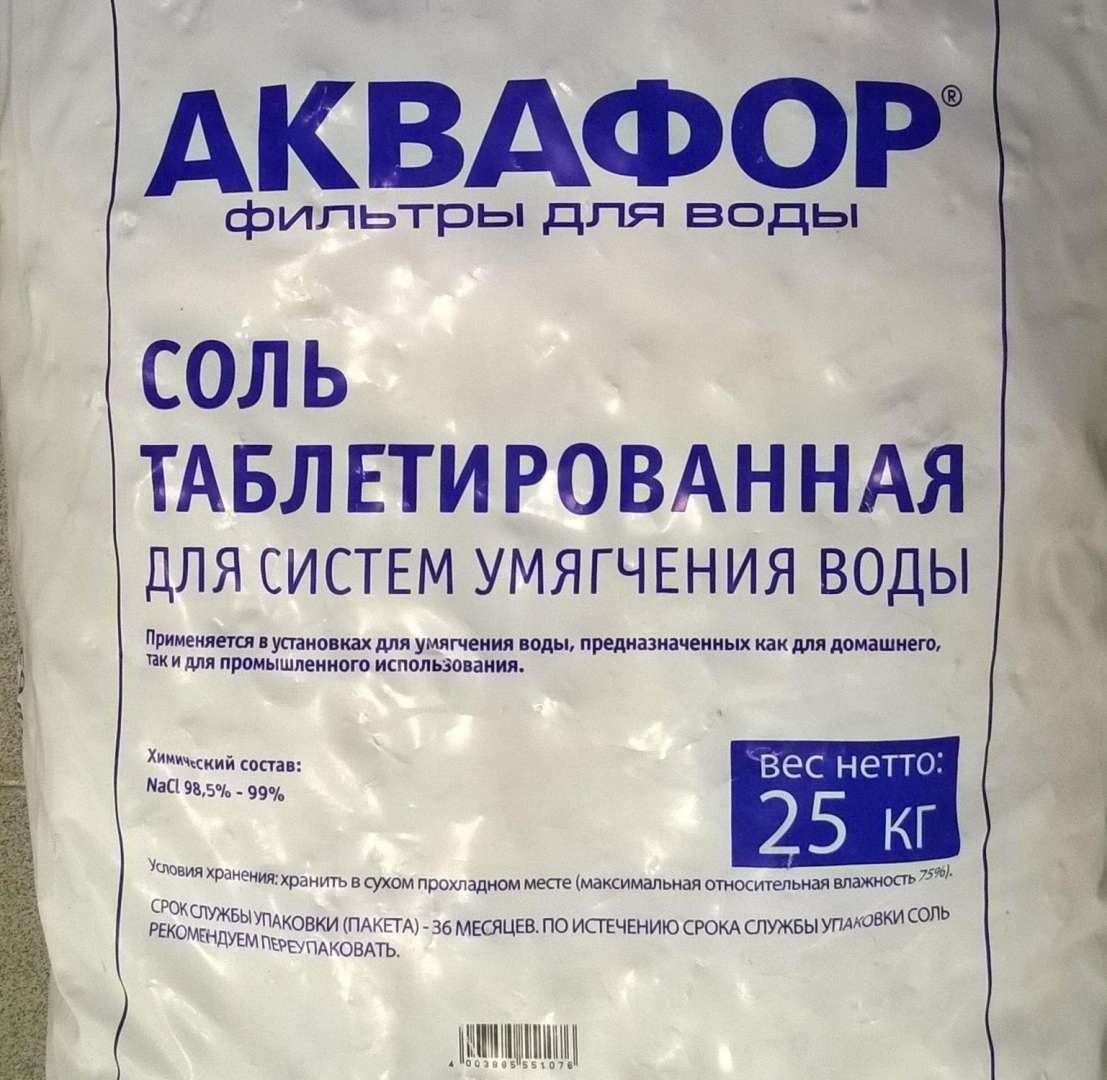 АКВАФОР®
фильтры для воды
СОЛЬ
ТАБЛЕТИРОВАННАЯ
ДЛЯ СИСТЕМ УМЯГЧЕНИЯ ВОДЫ
Применяется в установках для умягчения воды, предназначенных как для домашнего,
так и для промышленного использования.
Химический состав:
NaCl 98,5% - 99%
вес нетто:
25 кг
Условия хранения: хранить в сухом прохладном месте (максимальная относительная влажность 75%).
СРОК СЛУЖБЫ УПАКОВКИ (ПАКЕТА) - 36 МЕСЯЦЕВ. ПО ИСТЕЧЕНИЮ СРОКА СЛУЖБЫ УПАКОВКИ СОЛЬ
РЕКОМЕНДУЕМ ПЕРЕУПАКОВАТЬ.
4 003885 551076